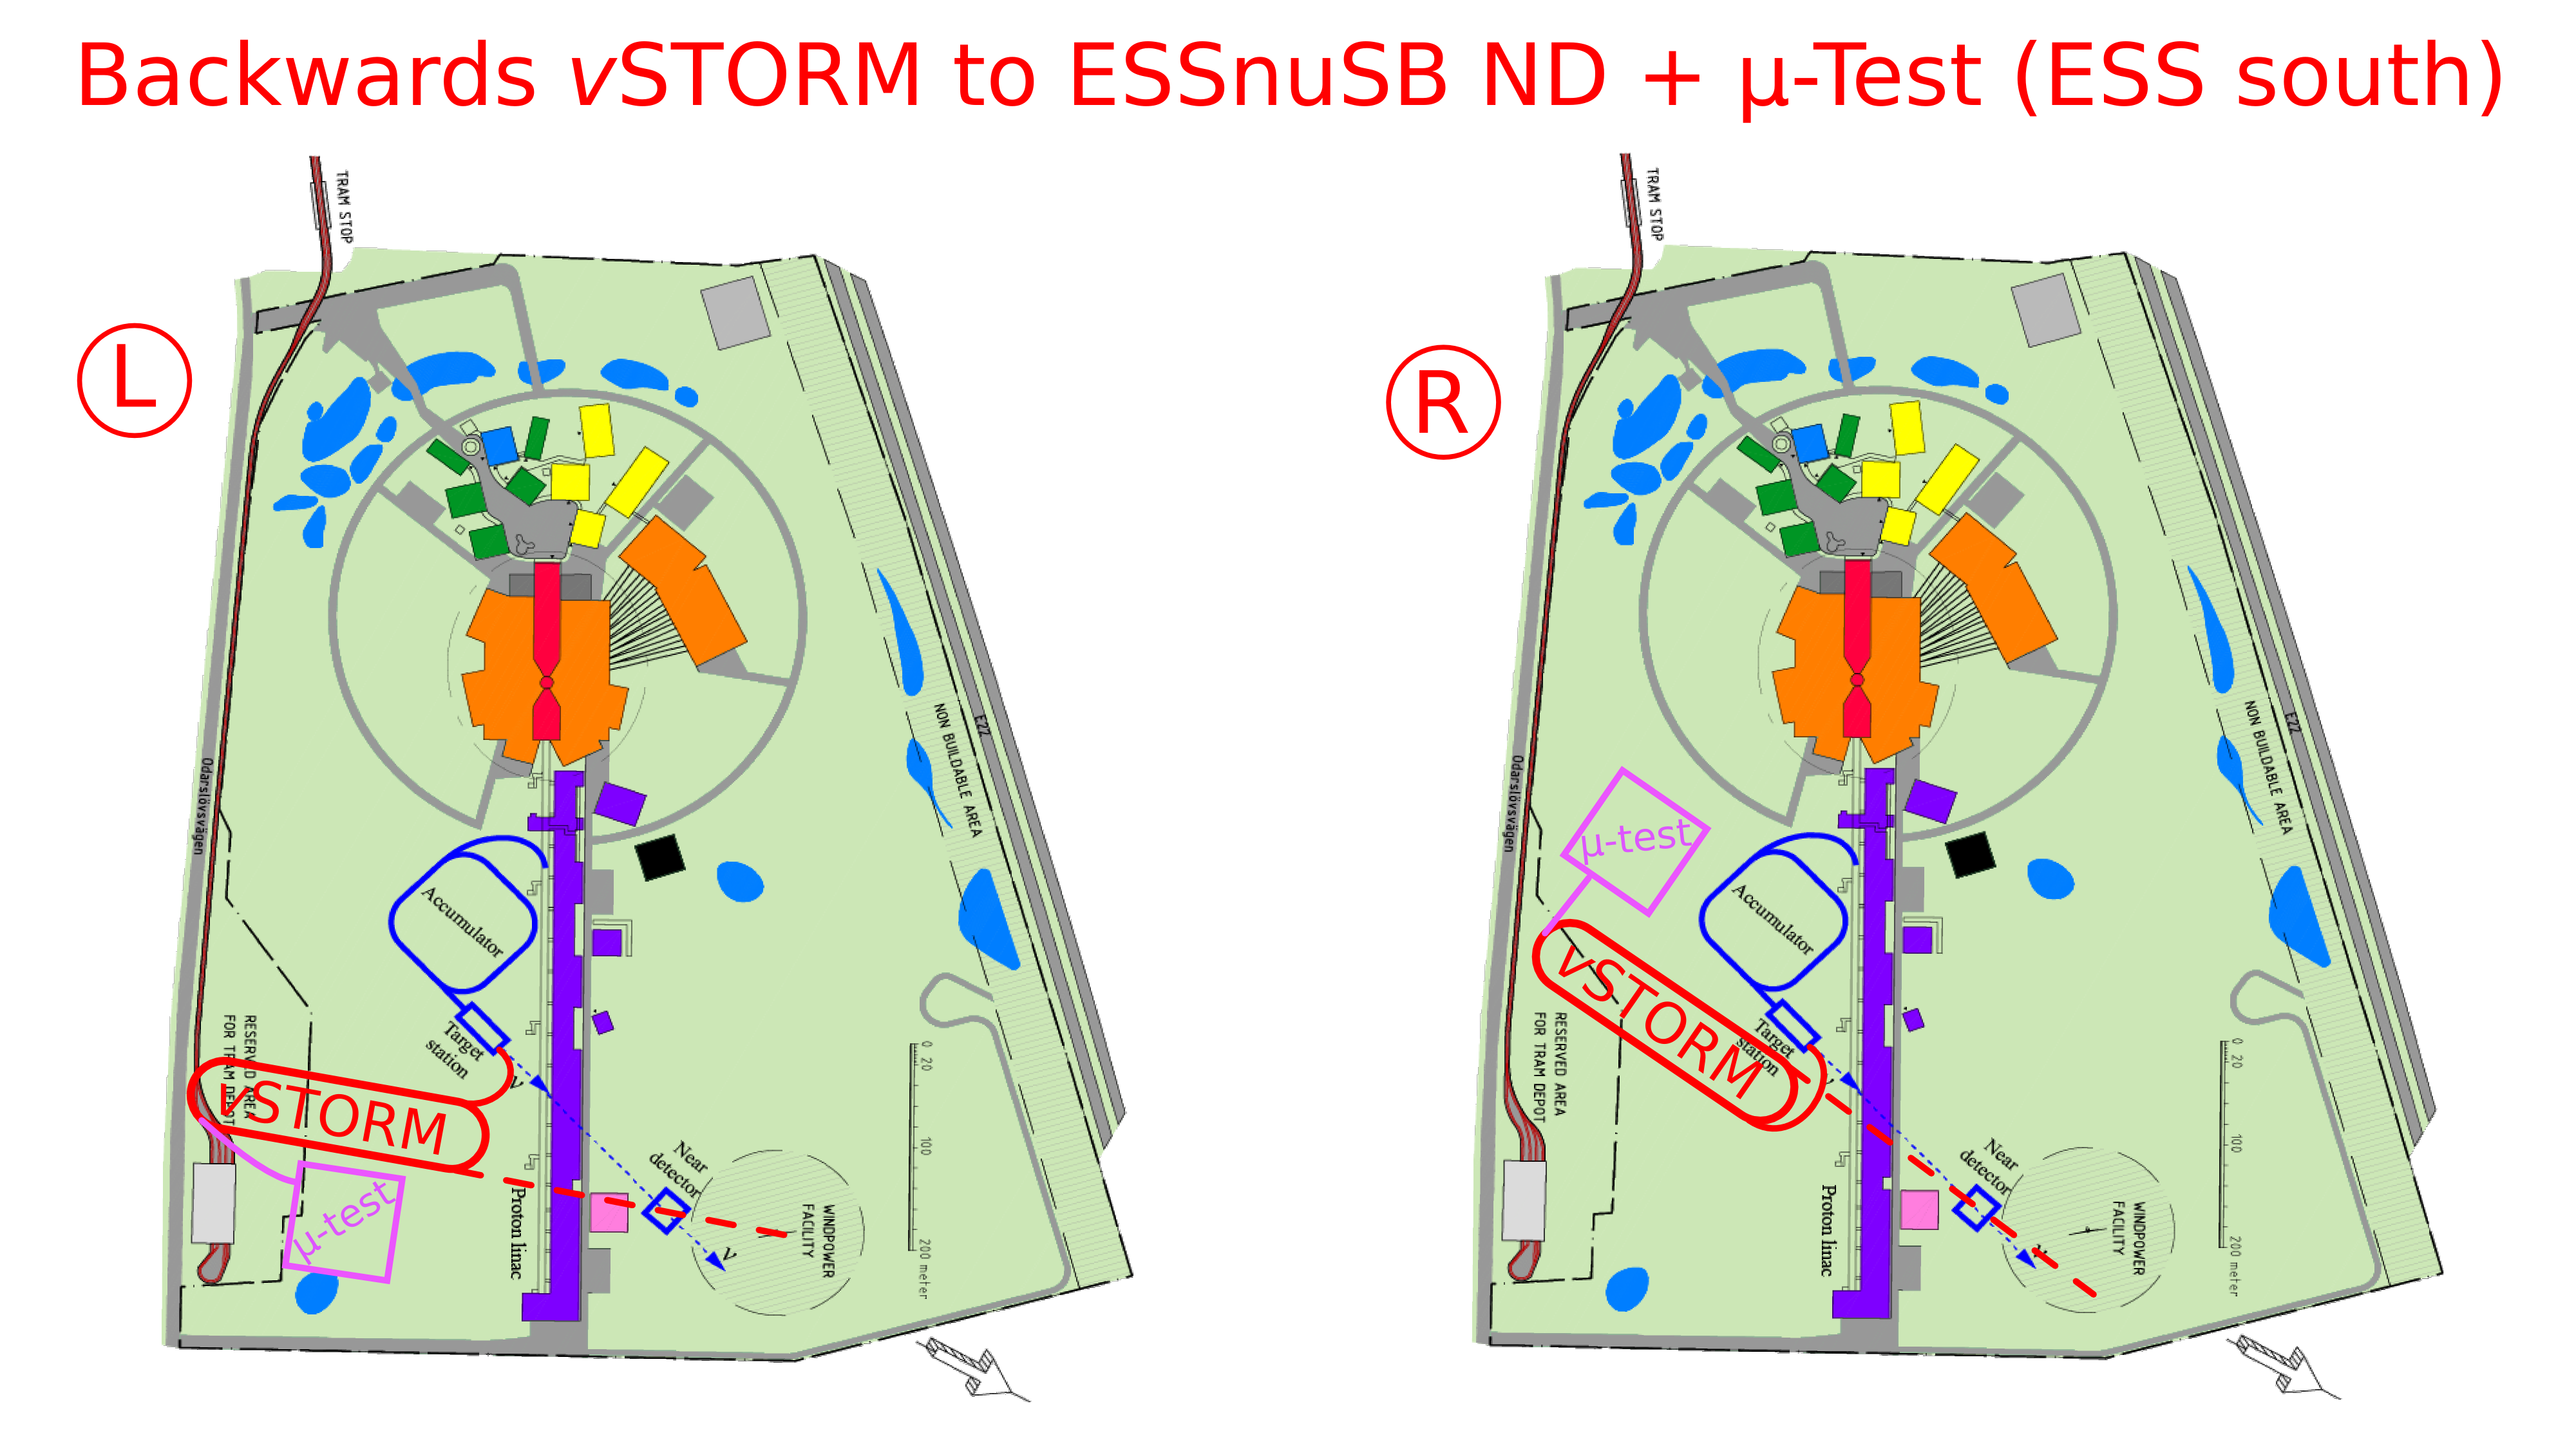 Backwards νSTORM to ESSnuSB ND + μ-Test (ESS south)
L
TRAM STOP
Odarslövsvägen
E22
NON BUILDABLE AREA
Accumulator
Target
station
ν
RESERVED AREA
FOR TRAM DEPOT
νSTORM
μ-test
Proton linac
Near
detector
ν
WINDPOWER
FACILITY
0 20 100 200 meter
R
TRAM STOP
Odarslövsvägen
E22
NON BUILDABLE AREA
μ-test
Accumulator
Target
station
ν
RESERVED AREA
FOR TRAM DEPOT
νSTORM
Proton linac
Near
detector
ν
WINDPOWER
FACILITY
0 20 100 200 meter